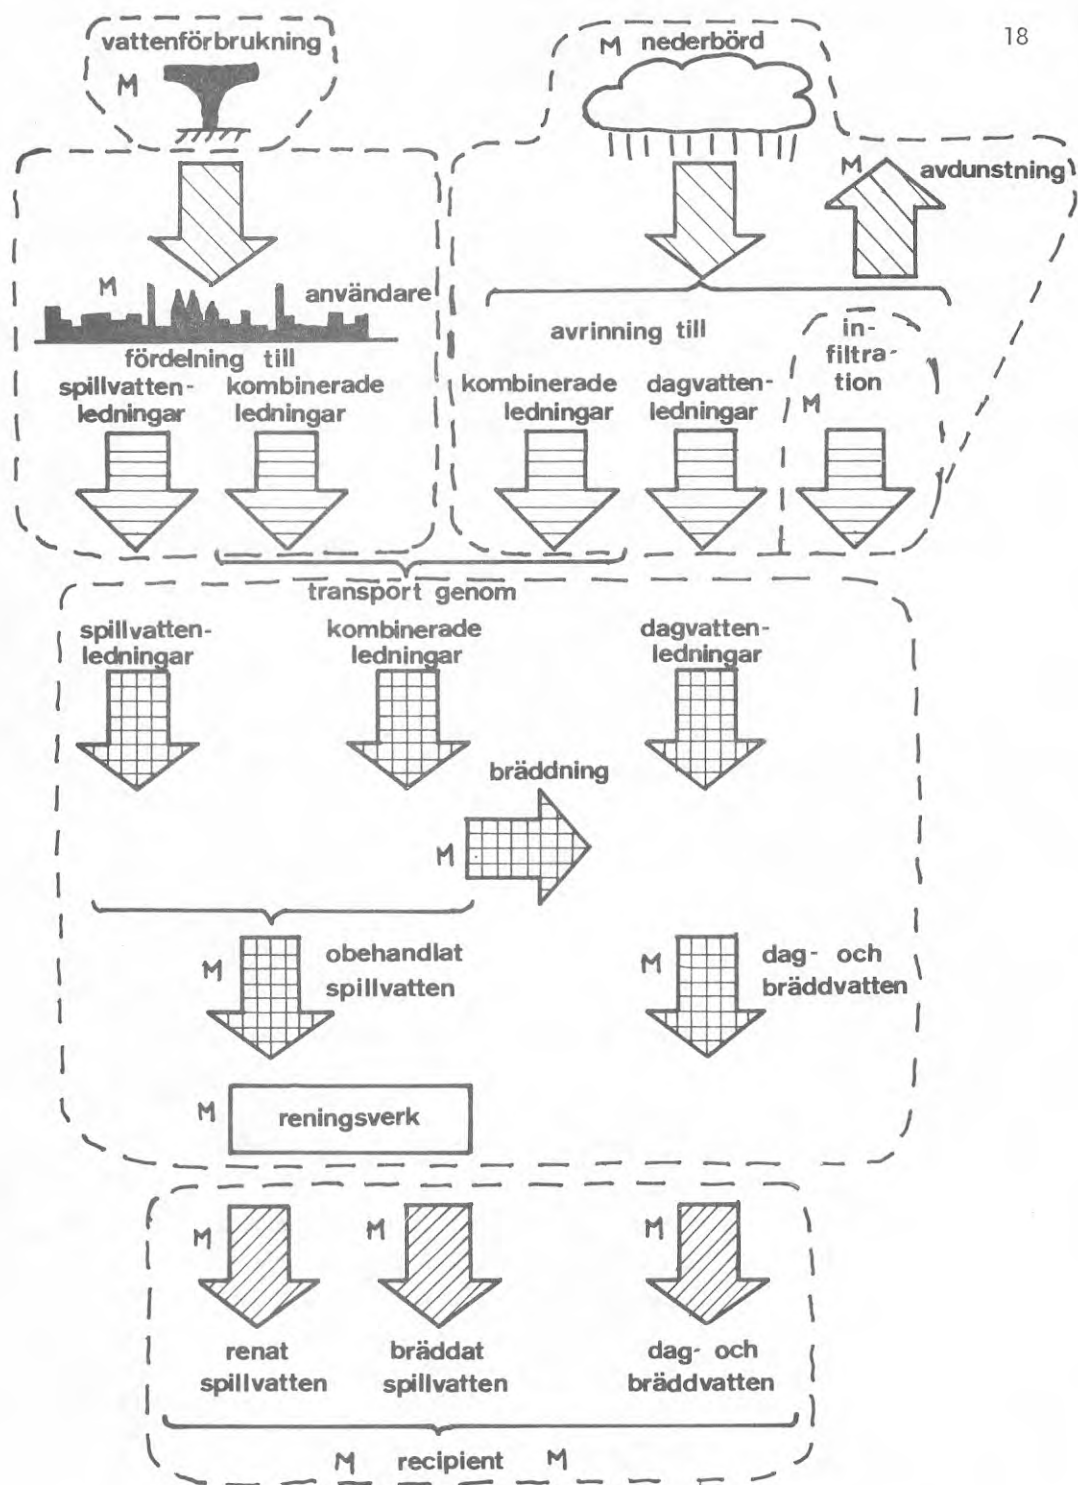 18
vattenförbrukning
M
M nederbörd
M avdunstning
M
användare
fördelning till
spillvatten-
ledningar
kombinerade
ledningar
avrinning till
kombinerade
ledningar
dagvatten-
ledningar
in-
filtra-
tion
M
transport genom
spillvatten-
ledningar
kombinerade
ledningar
dagvatten-
ledningar
bräddning
M
M
obehandlat
spillvatten
M
dag- och
bräddvatten
M
reningsverk
M
M
M
renat
spillvatten
bräddat
spillvatten
dag- och
bräddvatten
M recipient M